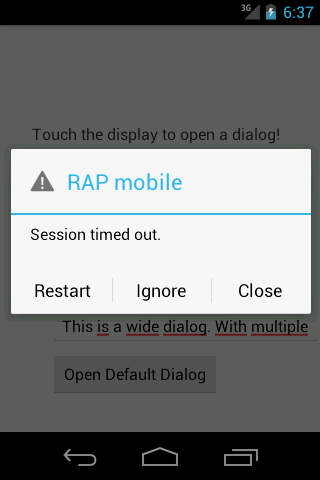 3G 6:37
Touch the display to open a dialog!
RAP mobile
Session timed out.
Restart Ignore Close
This is a wide dialog. With multiple
Open Default Dialog